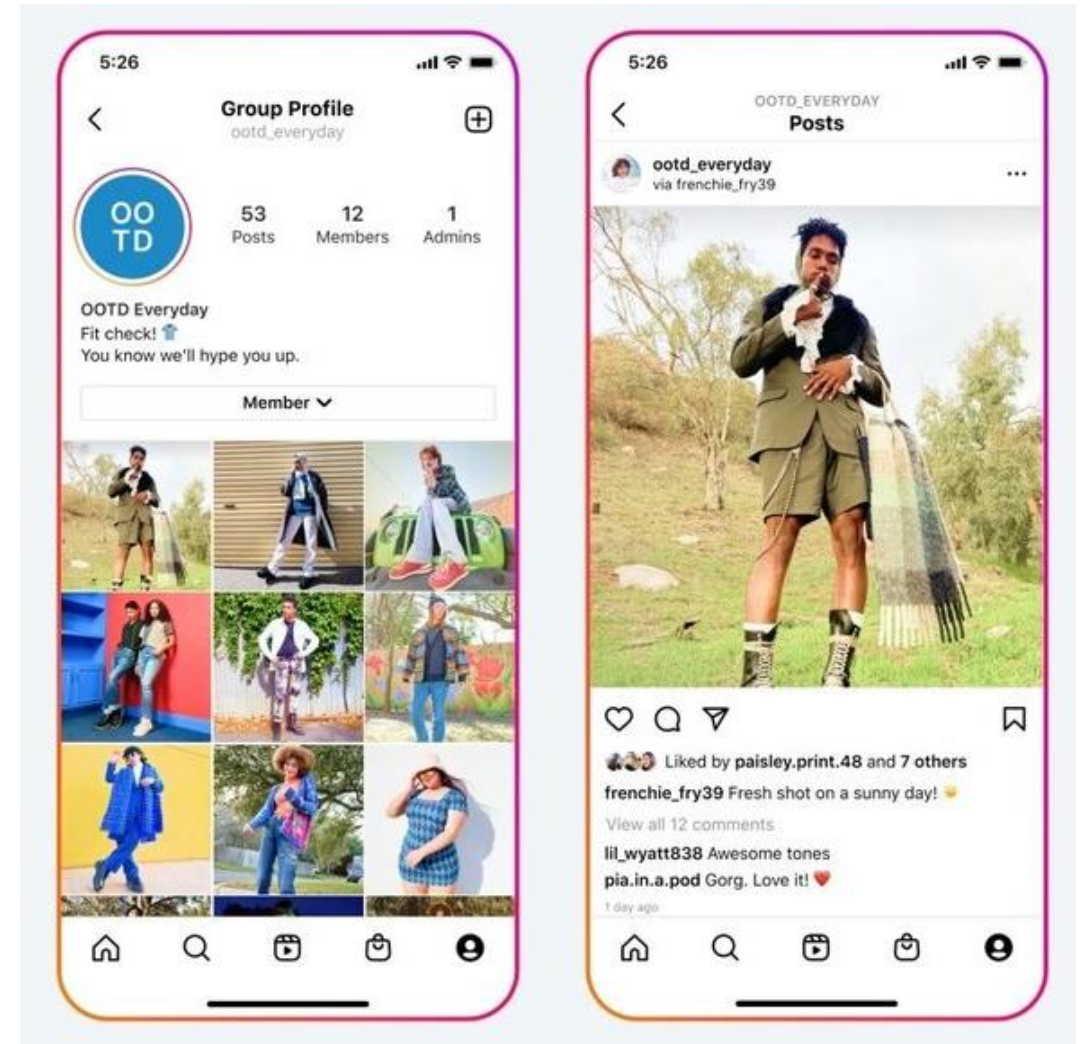 5:26
Group Profile
ootd_everyday
OO
TD
53
Posts
12
Members
1
Admins
OOTD Everyday
Fit check! 👕
You know we'll hype you up.
Member
5:26
OOTD_EVERYDAY
Posts
ootd_everyday
via frenchie_fry39
Liked by paisley.print.48 and 7 others
frenchie_fry39 Fresh shot on a sunny day! ☀️
View all 12 comments
lil_wyatt838 Awesome tones
pia.in.a.pod Gorg. Love it! ❤️
1 day ago